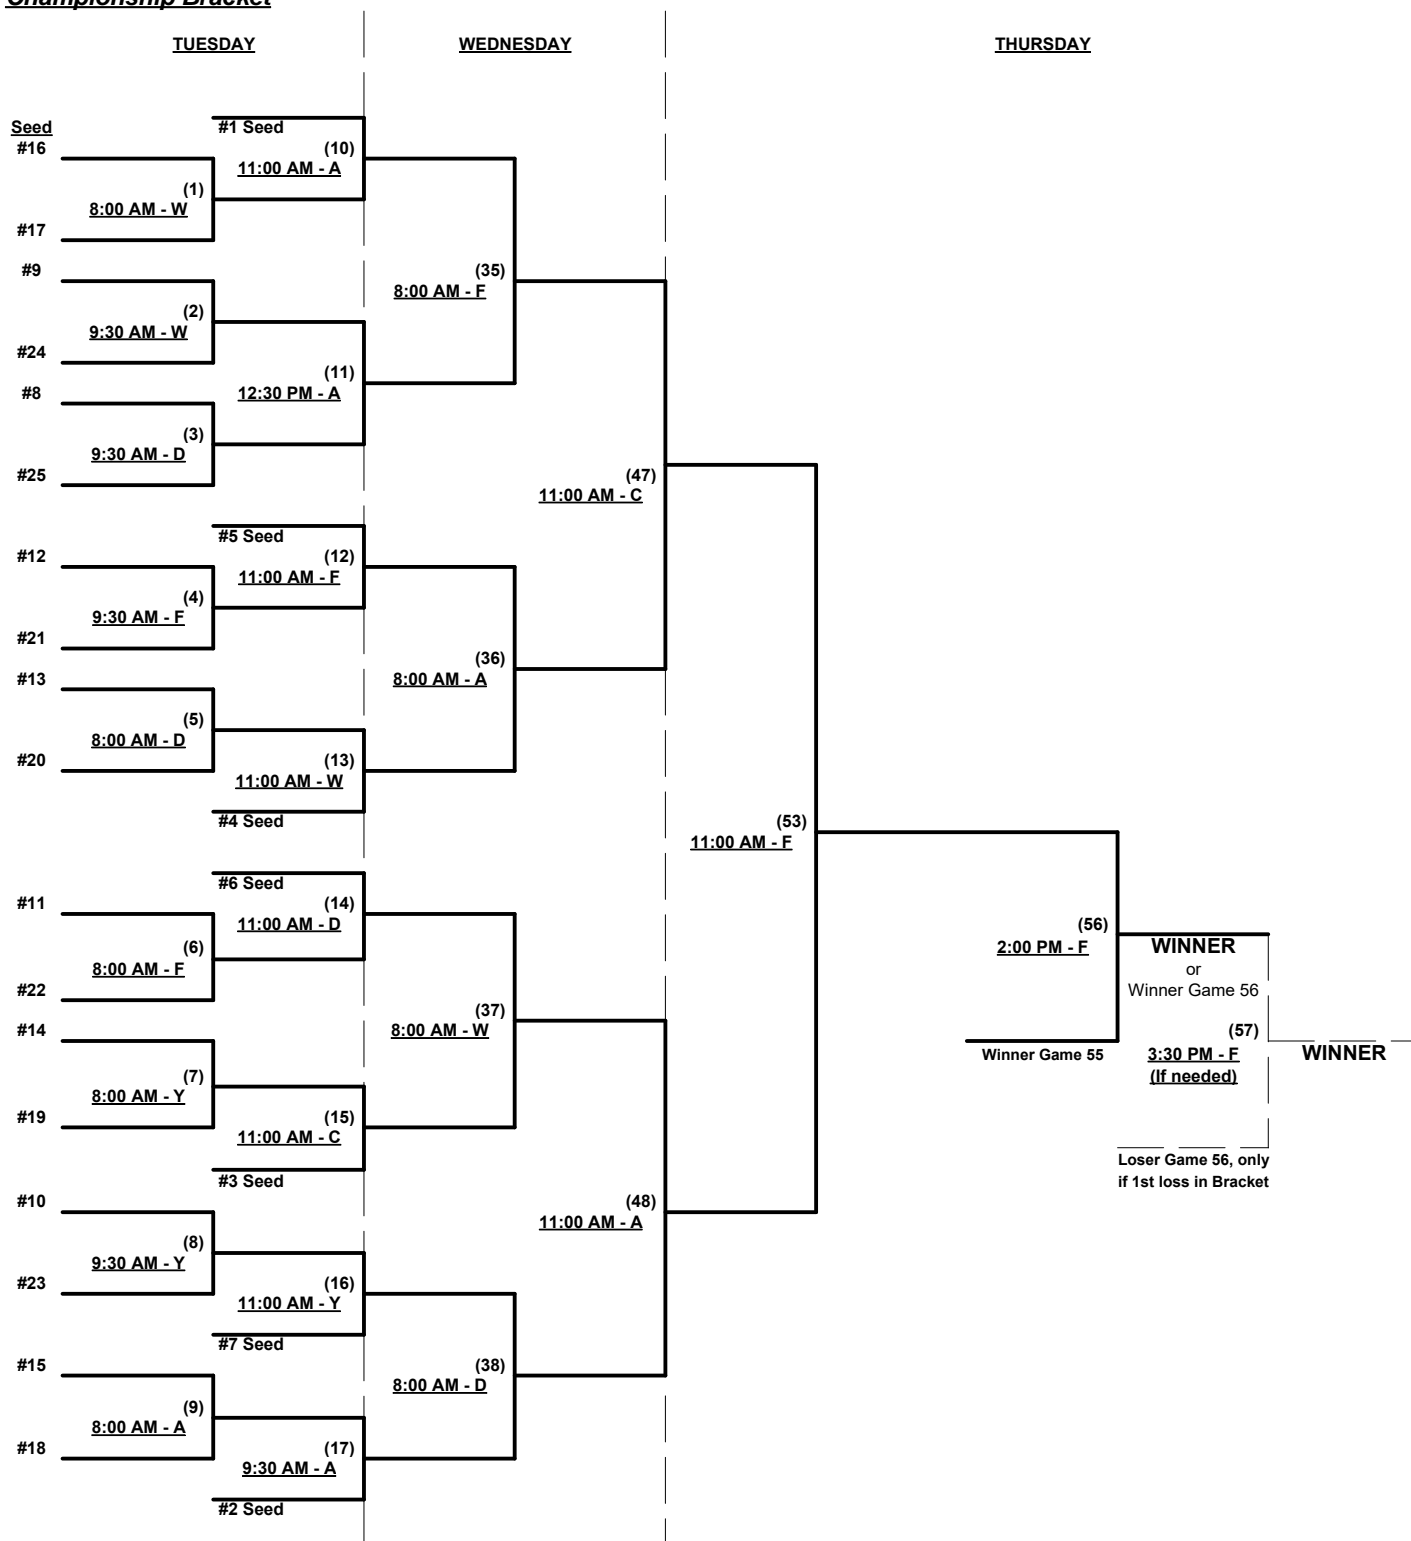 Championship Bracket
TUESDAY
WEDNESDAY
THURSDAY
Seed
#1 Seed
#16
(10)
11:00 AM - A
(1)
8:00 AM - W
#17
#9
(35)
8:00 AM - F
(2)
9:30 AM - W
#24
(11)
12:30 PM - A
#8
(3)
9:30 AM - D
#25
(47)
11:00 AM - C
#5 Seed
#12
(12)
11:00 AM - F
(4)
9:30 AM - F
#21
(36)
8:00 AM - A
#13
(5)
8:00 AM - D
#20
(13)
11:00 AM - W
#4 Seed
(53)
11:00 AM - F
#6 Seed
#11
(14)
11:00 AM - D
(56)
2:00 PM - F
(6)
8:00 AM - F
WINNER
or
Winner Game 56
#22
(37)
8:00 AM - W
#14
(57)
3:30 PM - F
(If needed)
Winner Game 55
WINNER
(7)
8:00 AM - Y
#19
(15)
11:00 AM - C
Loser Game 56, only
if 1st loss in Bracket
#3 Seed
#10
(48)
11:00 AM - A
(8)
9:30 AM - Y
#23
(16)
11:00 AM - Y
#7 Seed
#15
(38)
8:00 AM - D
(9)
8:00 AM - A
#18
(17)
9:30 AM - A
#2 Seed